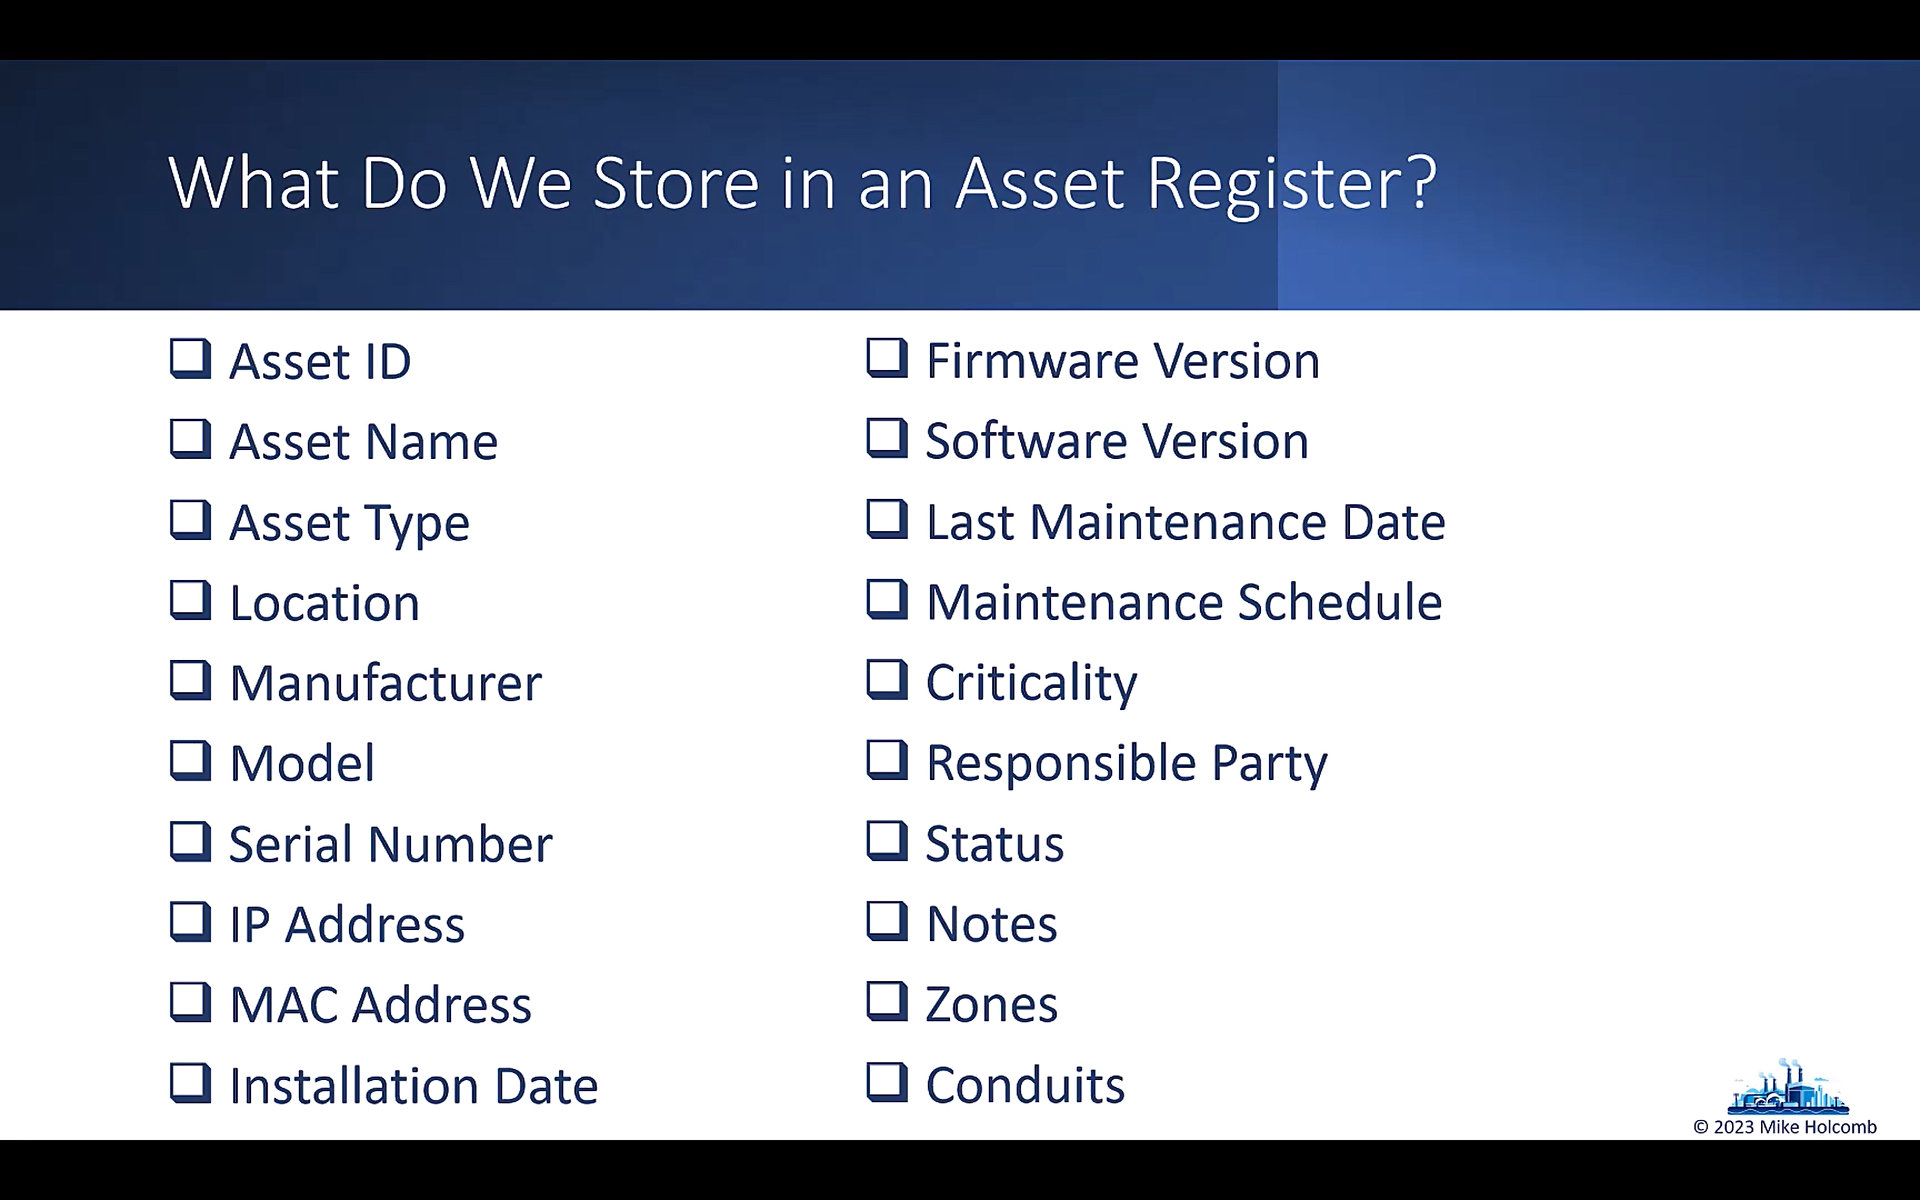 What Do We Store in an Asset Register?
Asset ID
Asset Name
Asset Type
Location
Manufacturer
Model
Serial Number
IP Address
MAC Address
Installation Date
Firmware Version
Software Version
Last Maintenance Date
Maintenance Schedule
Criticality
Responsible Party
Status
Notes
Zones
Conduits
© 2023 Mike Holcomb